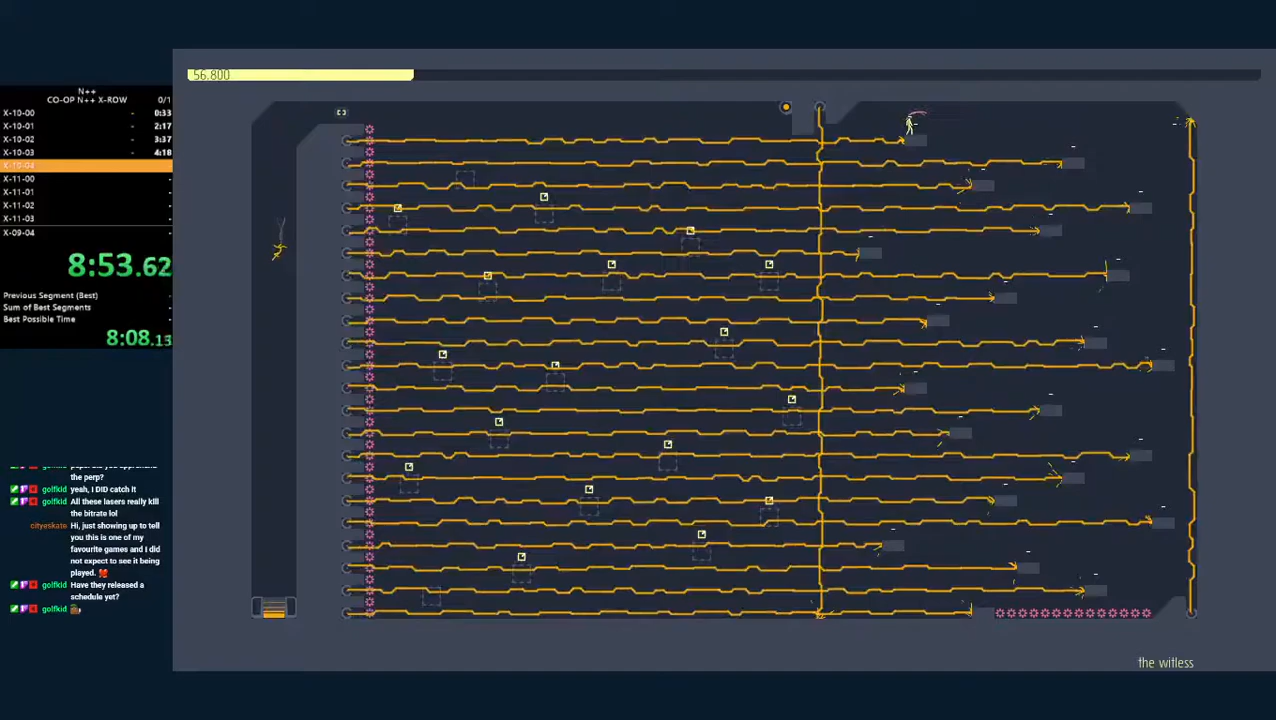 56.800
N++
CO-OP N++ X-ROW 0/1
X-10-00 - 0:33
X-10-01 - 2:17
X-10-02 - 3:37
X-10-03 - 4:18
X-10-04
X-11-00 -
X-11-01 -
X-11-02 -
X-11-03 -
X-09-04 -
8:53.62
Previous Segment (Best) -
Sum of Best Segments -
Best Possible Time -
8:08.13
the perp?
golfkid yeah, I DID catch it
golfkid All these lasers really kill
the bitrate lol
cityeskate Hi, just showing up to tell
you this is one of my
favourite games and I did
not expect to see it being
played.
golfkid Have they released a
schedule yet?
golfkid
the witless